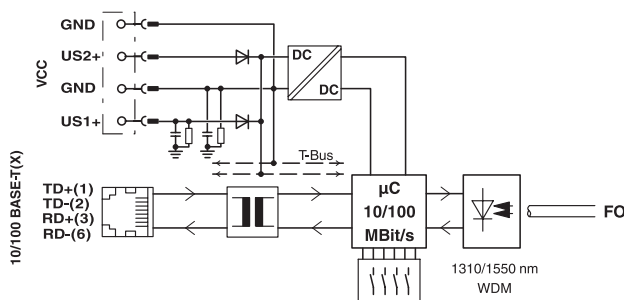 GND
US2+
GND
US1+
VCC
DC
DC
T-Bus
10/100 BASE-T(X)
TD+(1)
TD-(2)
RD+(3)
RD-(6)
µC
10/100
MBit/s
FO
1310/1550 nm
WDM